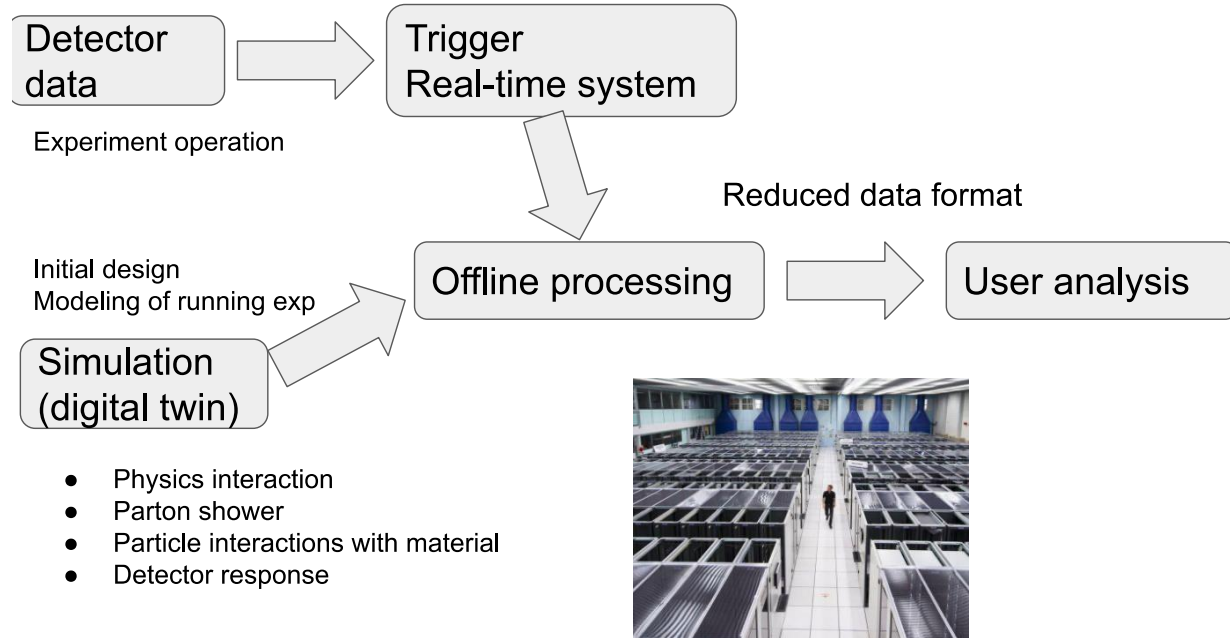 Detector
data
Trigger
Real-time system
Experiment operation
Reduced data format
Initial design
Modeling of running exp
Offline processing
User analysis
Simulation
(digital twin)
● Physics interaction
● Parton shower
● Particle interactions with material
● Detector response